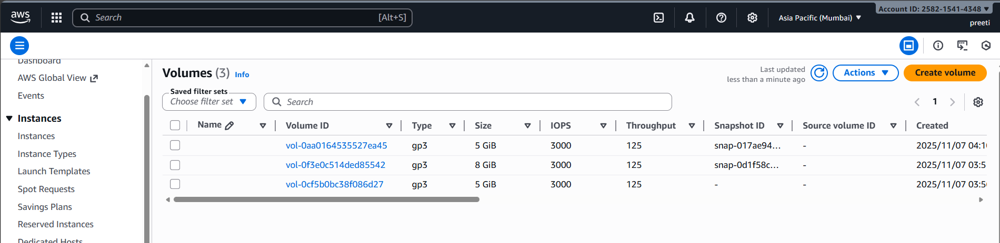 aws
Search
[Alt+S]
Asia Pacific (Mumbai)
Account ID: 2582-1541-4348
preeti
Dashboard
AWS Global View
Events
Instances
Instances
Instance Types
Launch Templates
Spot Requests
Savings Plans
Reserved Instances
Dedicated Hosts
Volumes (3) Info
Last updated
less than a minute ago
Actions
Create volume
Saved filter sets
Choose filter set
Search
1
Name Volume ID Type Size IOPS Throughput Snapshot ID Source volume ID Created
vol-0aa0164535527ea45 gp3 5 GiB 3000 125 snap-017ae94... - 2025/11/07 04:1
vol-0f3e0c514ded85542 gp3 8 GiB 3000 125 snap-0d1f58c... - 2025/11/07 03:5
vol-0cf5b0bc38f086d27 gp3 5 GiB 3000 125 - - 2025/11/07 03:5